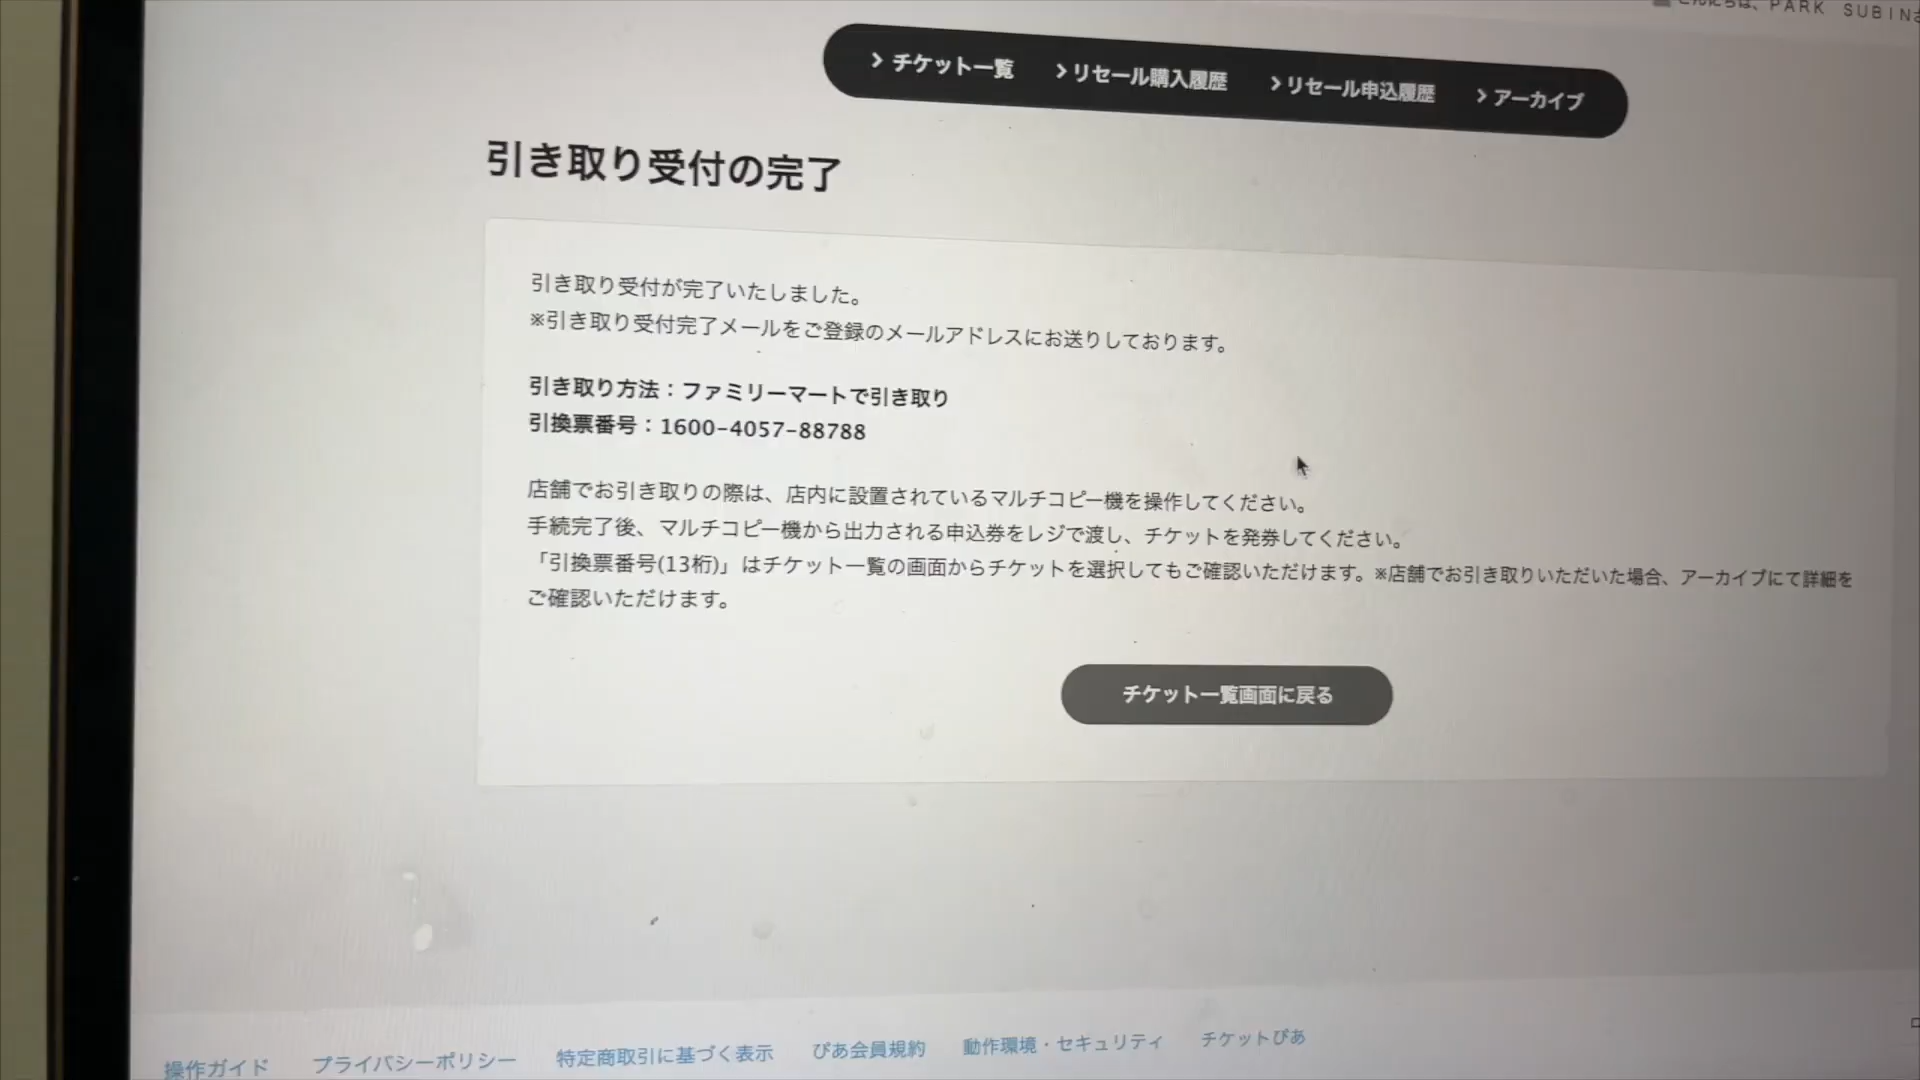 こんにちは、PARK SUBINさ
チケット一覧 リセール購入履歴 リセール申込履歴 アーカイブ
引き取り受付の完了
引き取り受付が完了いたしました。
※引き取り受付完了メールをご登録のメールアドレスにお送りしております。
引き取り方法：ファミリーマートで引き取り
引換票番号：1600-4057-88788
店舗でお引き取りの際は、店内に設置されているマルチコピー機を操作してください。
手続完了後、マルチコピー機から出力される申込券をレジで渡し、チケットを発券してください。
「引換票番号(13桁)」はチケット一覧の画面からチケットを選択してもご確認いただけます。※店舗でお引き取りいただいた場合、アーカイブにて詳細を
ご確認いただけます。
チケット一覧画面に戻る
操作ガイド プライバシーポリシー 特定商取引に基づく表示 ぴあ会員規約 動作環境・セキュリティ チケットぴあ